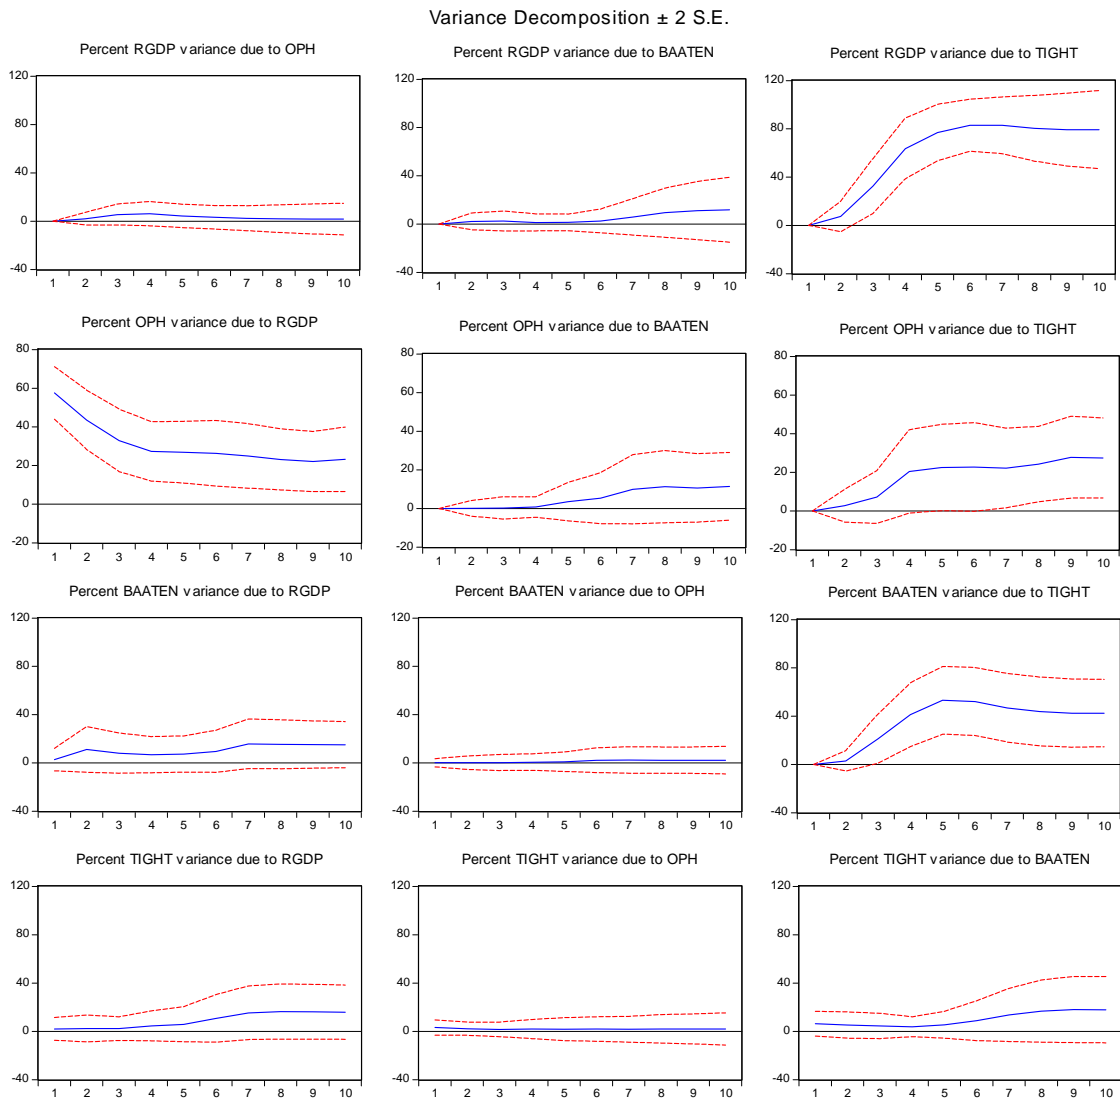 Variance Decomposition ± 2 S.E.
Percent RGDP variance due to OPH
120
80
40
0
-40
1 2 3 4 5 6 7 8 9 10
Percent RGDP variance due to BAATEN
120
80
40
0
-40
1 2 3 4 5 6 7 8 9 10
Percent RGDP variance due to TIGHT
120
80
40
0
-40
1 2 3 4 5 6 7 8 9 10
Percent OPH variance due to RGDP
80
60
40
20
0
-20
1 2 3 4 5 6 7 8 9 10
Percent OPH variance due to BAATEN
80
60
40
20
0
-20
1 2 3 4 5 6 7 8 9 10
Percent OPH variance due to TIGHT
80
60
40
20
0
-20
1 2 3 4 5 6 7 8 9 10
Percent BAATEN variance due to RGDP
120
80
40
0
-40
1 2 3 4 5 6 7 8 9 10
Percent BAATEN variance due to OPH
120
80
40
0
-40
1 2 3 4 5 6 7 8 9 10
Percent BAATEN variance due to TIGHT
120
80
40
0
-40
1 2 3 4 5 6 7 8 9 10
Percent TIGHT variance due to RGDP
120
80
40
0
-40
1 2 3 4 5 6 7 8 9 10
Percent TIGHT variance due to OPH
120
80
40
0
-40
1 2 3 4 5 6 7 8 9 10
Percent TIGHT variance due to BAATEN
120
80
40
0
-40
1 2 3 4 5 6 7 8 9 10